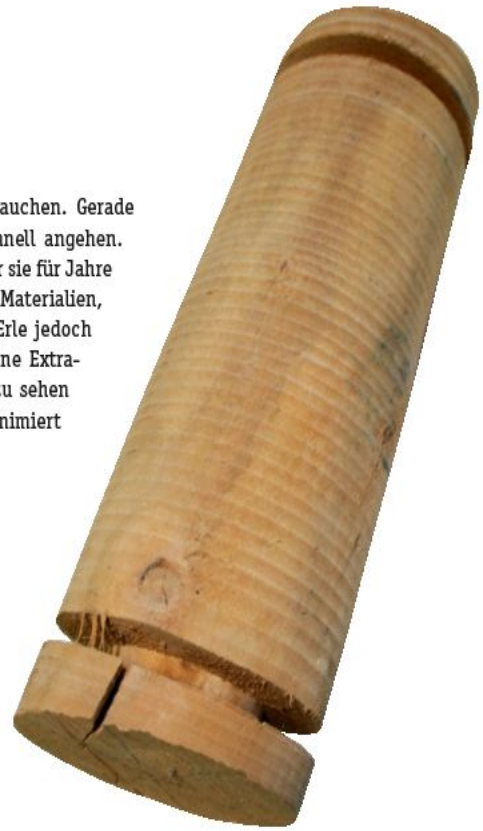 auchen. Gerade
nell angehen.
r sie für Jahre
Materialien,
Erle jedoch
ne Extra-
u sehen
nimiert